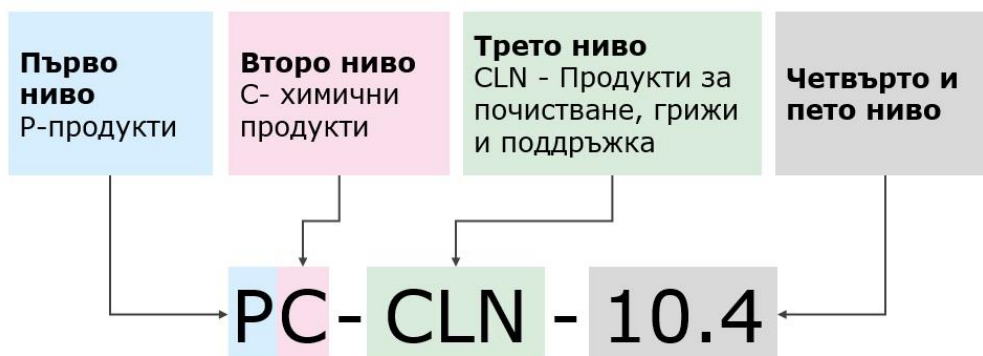 Първо
ниво
P-продукти
Второ ниво
C- химични
продукти
Трето ниво
CLN - Продукти за
почистване, грижи
и поддръжка
Четвърто и
пето ниво
PC - CLN - 10.4